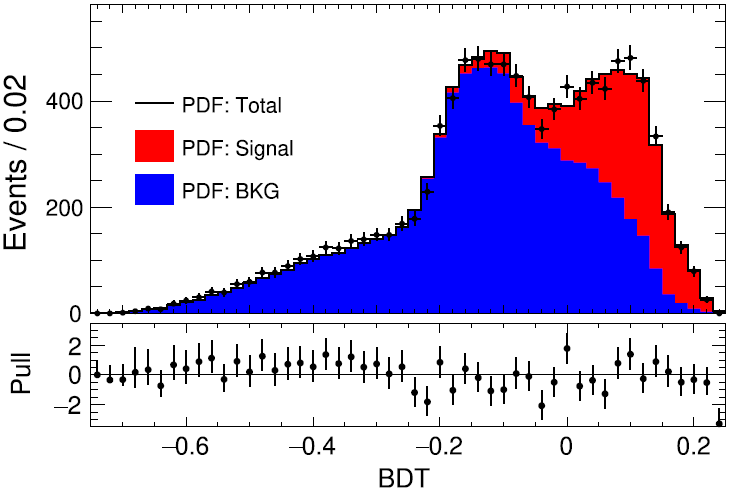 Events / 0.02
400
200
0
PDF: Total
PDF: Signal
PDF: BKG
Pull
2
0
−2
−0.6 −0.4 −0.2 0 0.2
BDT